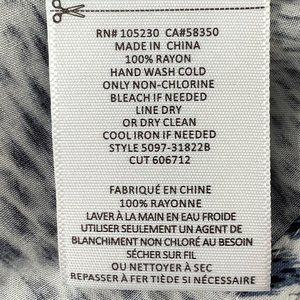 RN# 105230 CA#58350
MADE IN CHINA
100% RAYON
HAND WASH COLD
ONLY NON-CHLORINE
BLEACH IF NEEDED
LINE DRY
OR DRY CLEAN
COOL IRON IF NEEDED
STYLE 5097-31822B
CUT 606712
FABRIQUÉ EN CHINE
100% RAYONNE
LAVER À LA MAIN EN EAU FROIDE
UTILISER SEULEMENT UN AGENT DE
BLANCHIMENT NON CHLORÉ AU BESOIN
SÉCHER SUR FIL
OU NETTOYER À SEC
REPASSER À FER TIÈDE SI NÉCESSAIRE